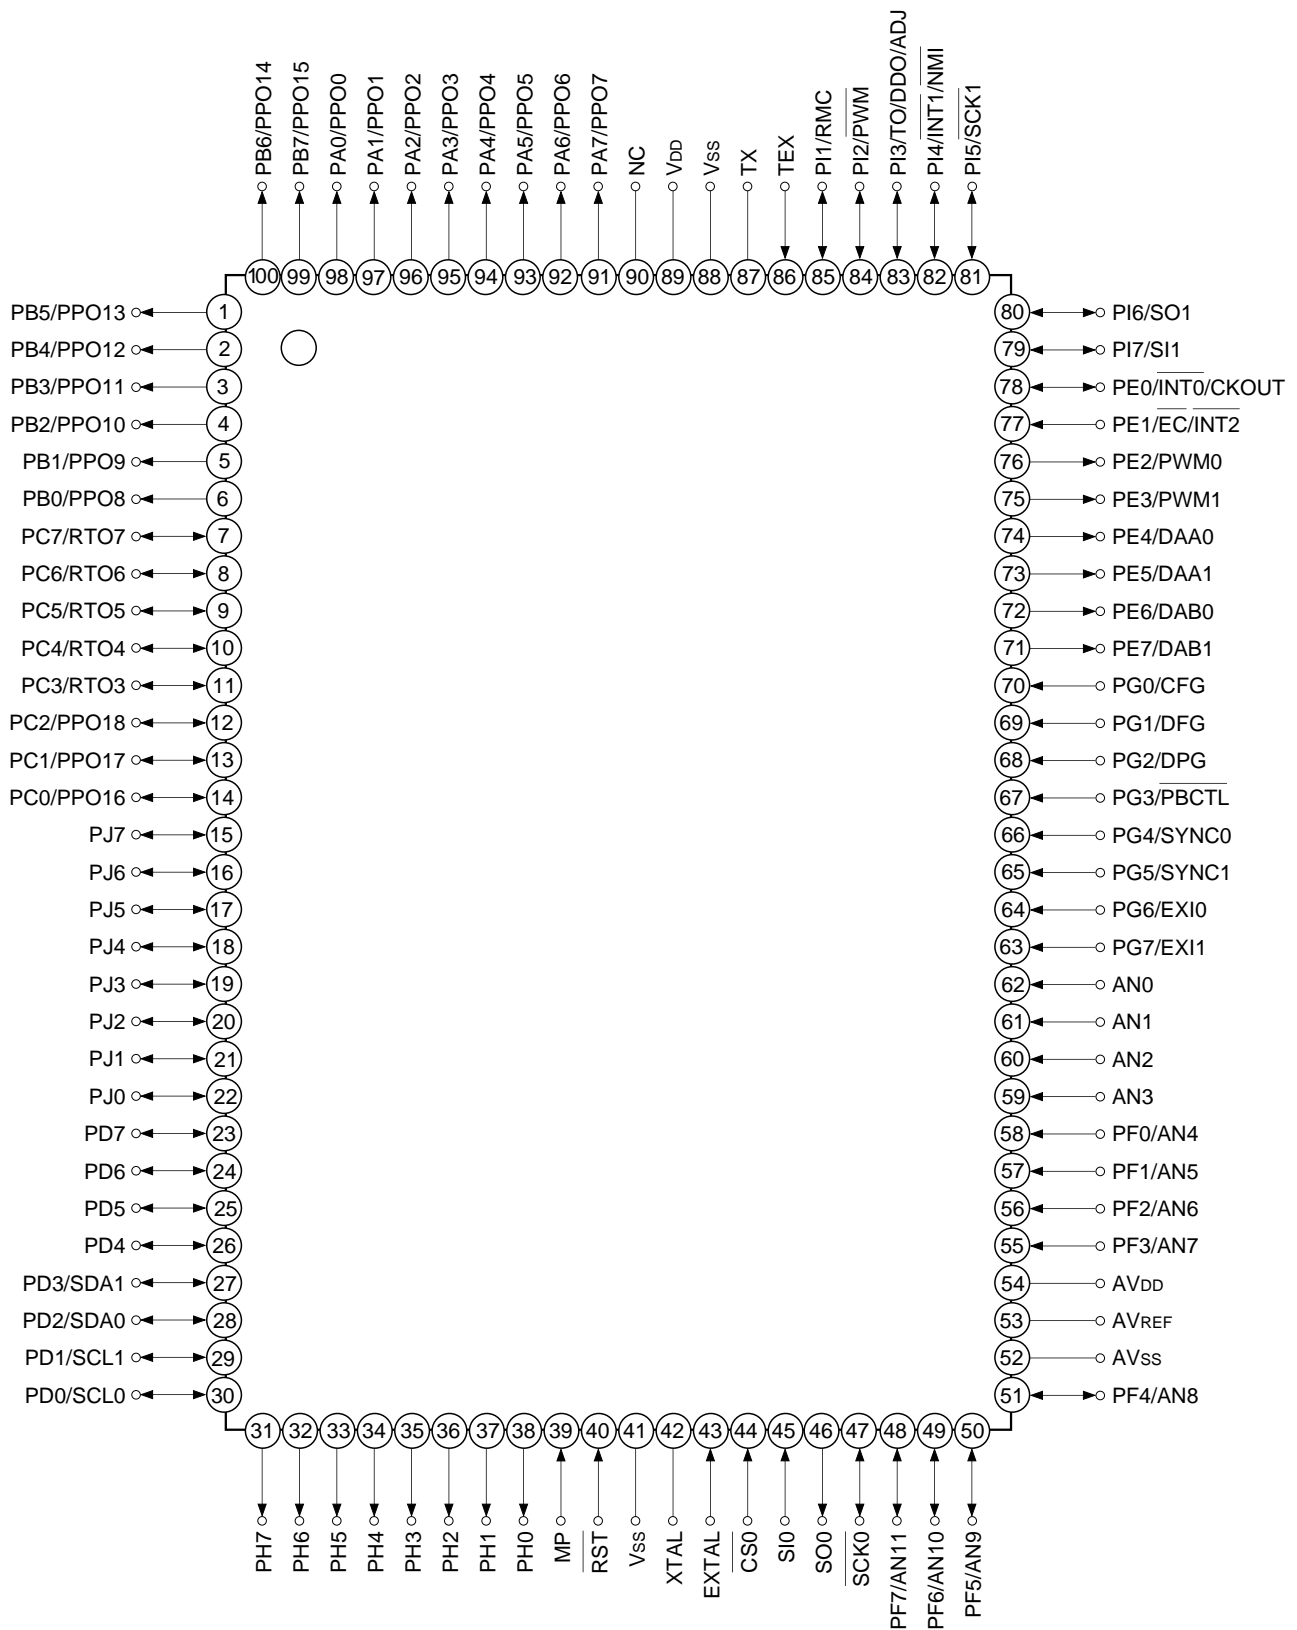 PB6/PPO14
PB7/PPO15
PA0/PPO0
PA1/PPO1
PA2/PPO2
PA3/PPO3
PA4/PPO4
PA5/PPO5
PA6/PPO6
PA7/PPO7
NC
VDD
VSS
TX
TEX
PI1/RMC
PI2/PWM
PI3/TO/DDO/ADJ
PI4/INT1/NMI
PI5/SCK1
100 99 98 97 96 95 94 93 92 91 90 89 88 87 86 85 84 83 82 81
PB5/PPO13 1
PB4/PPO12 2
PB3/PPO11 3
PB2/PPO10 4
PB1/PPO9 5
PB0/PPO8 6
PC7/RTO7 7
PC6/RTO6 8
PC5/RTO5 9
PC4/RTO4 10
PC3/RTO3 11
PC2/PPO18 12
PC1/PPO17 13
PC0/PPO16 14
PJ7 15
PJ6 16
PJ5 17
PJ4 18
PJ3 19
PJ2 20
PJ1 21
PJ0 22
PD7 23
PD6 24
PD5 25
PD4 26
PD3/SDA1 27
PD2/SDA0 28
PD1/SCL1 29
PD0/SCL0 30
80 PI6/SO1
79 PI7/SI1
78 PE0/INT0/CKOUT
77 PE1/EC/INT2
76 PE2/PWM0
75 PE3/PWM1
74 PE4/DAA0
73 PE5/DAA1
72 PE6/DAB0
71 PE7/DAB1
70 PG0/CFG
69 PG1/DFG
68 PG2/DPG
67 PG3/PBCTL
66 PG4/SYNC0
65 PG5/SYNC1
64 PG6/EXI0
63 PG7/EXI1
62 AN0
61 AN1
60 AN2
59 AN3
58 PF0/AN4
57 PF1/AN5
56 PF2/AN6
55 PF3/AN7
54 AVDD
53 AVREF
52 AVSS
51 PF4/AN8
31 32 33 34 35 36 37 38 39 40 41 42 43 44 45 46 47 48 49 50
PH7
PH6
PH5
PH4
PH3
PH2
PH1
PH0
MP
RST
VSS
XTAL
EXTAL
CS0
SI0
SO0
SCK0
PF7/AN11
PF6/AN10
PF5/AN9